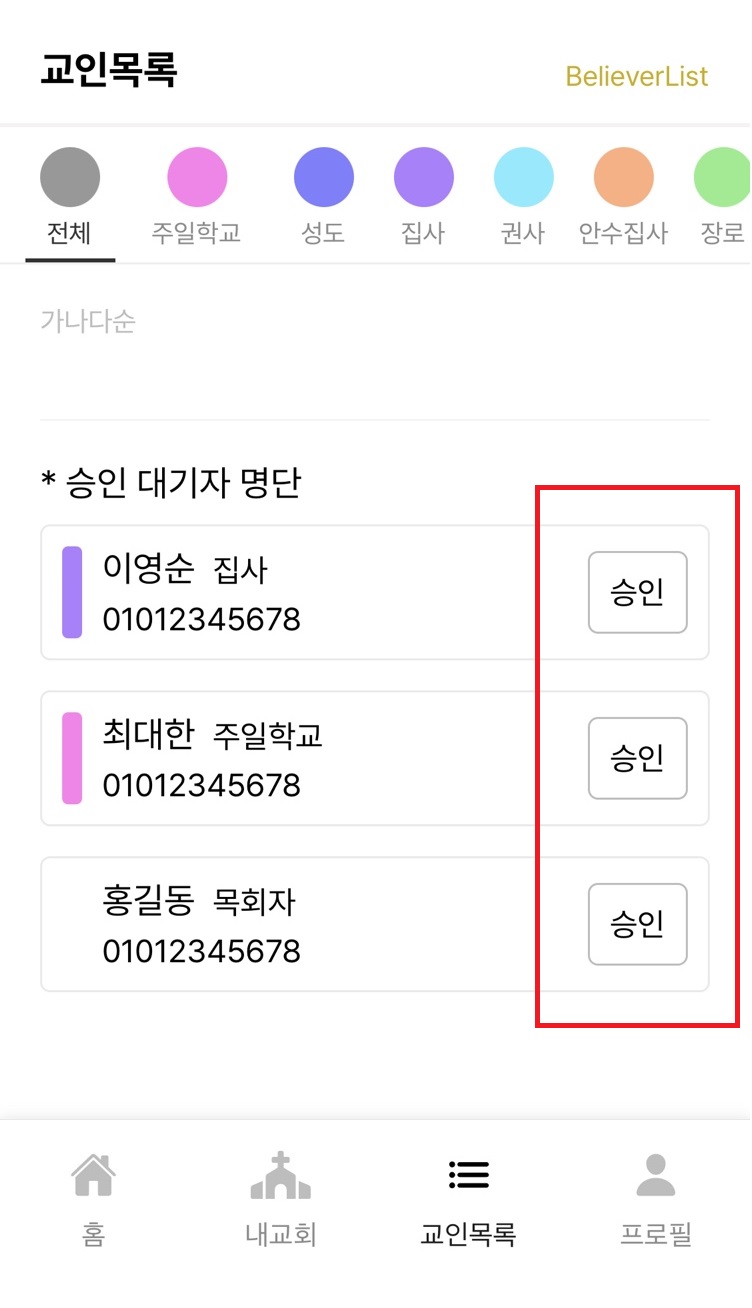 교인목록
BelieverList
전체 주일학교 성도 집사 권사 안수집사 장로
가나다순
* 승인 대기자 명단
이영순 집사
01012345678
승인
최대한 주일학교
01012345678
승인
홍길동 목회자
01012345678
승인
홈 내교회 교인목록 프로필